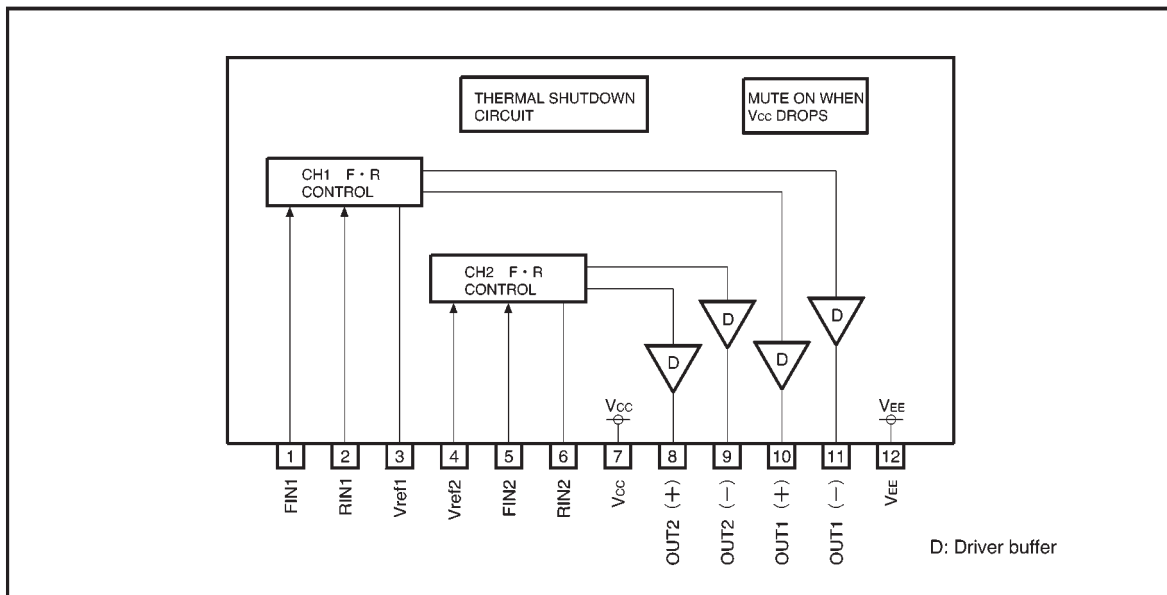 THERMAL SHUTDOWN
CIRCUIT
MUTE ON WHEN
Vcc DROPS
CH1 F・R
CONTROL
CH2 F・R
CONTROL
D
D
D
D
Vcc
VEE
1
2
3
4
5
6
7
8
9
10
11
12
FIN1
RIN1
Vref1
Vref2
FIN2
RIN2
Vcc
OUT2 (+)
OUT2 (−)
OUT1 (+)
OUT1 (−)
VEE
D: Driver buffer